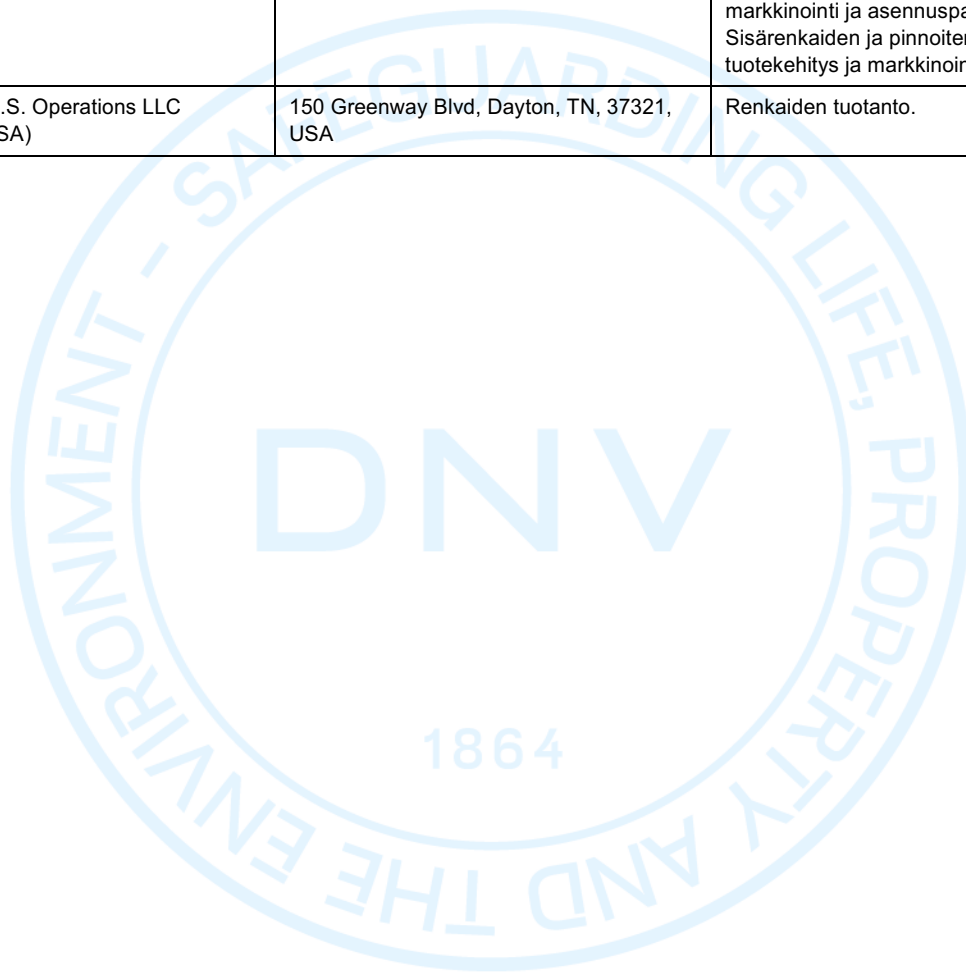 markkinointi ja asennuspa
Sisärenkaiden ja pinnoiter
tuotekehitys ja markkinoin
.S. Operations LLC
SA)
150 Greenway Blvd, Dayton, TN, 37321,
USA
Renkaiden tuotanto.
SAFEGUARDING LIFE, PROPERTY AND THE ENVIRONMENT -
DNV
1864